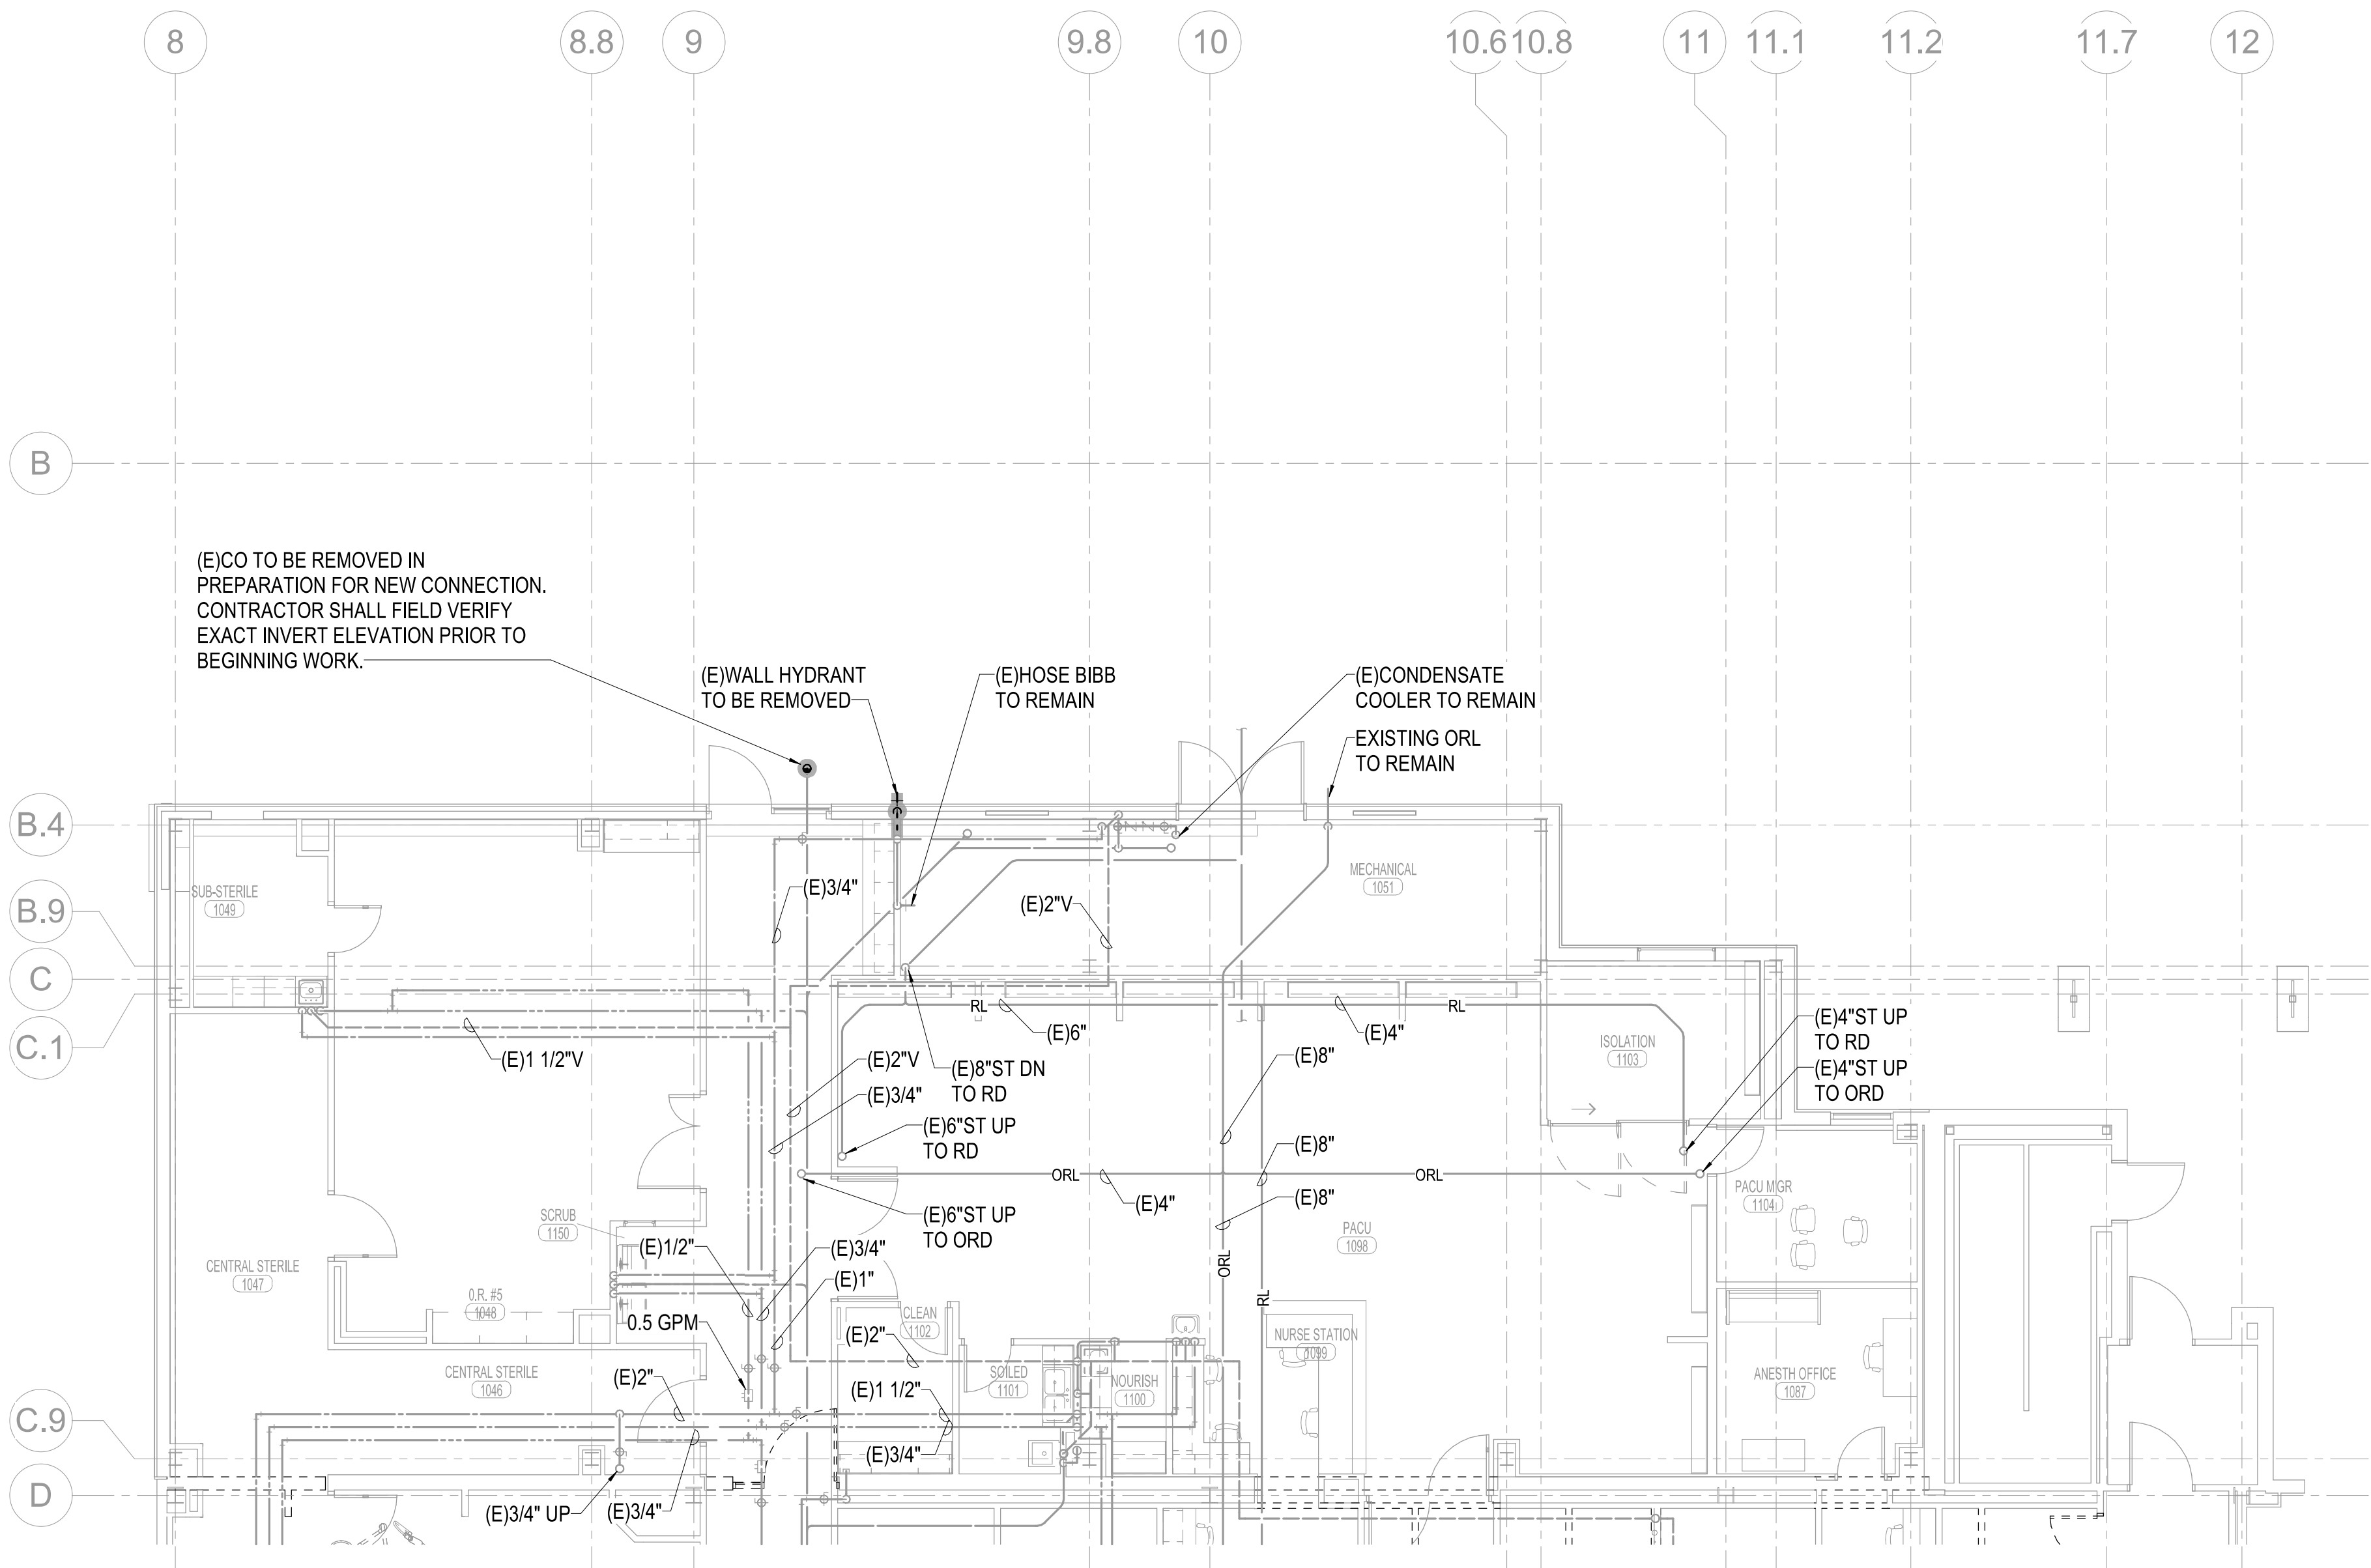 8
8.8
9
9.8
10
10.6
10.8
11
11.1
11.2
11.7
12
B
(E)CO TO BE REMOVED IN
PREPARATION FOR NEW CONNECTION.
CONTRACTOR SHALL FIELD VERIFY
EXACT INVERT ELEVATION PRIOR TO
BEGINNING WORK.
(E)WALL HYDRANT
TO BE REMOVED
(E)HOSE BIBB
TO REMAIN
(E)CONDENSATE
COOLER TO REMAIN
EXISTING ORL
TO REMAIN
B.4
B.9
C
C.1
SUB-STERILE
1049
(E)3/4"
(E)2"V
MECHANICAL
1051
RL
(E)6"
RL
(E)4"
(E)1 1/2"V
(E)2"V
(E)3/4"
(E)8"ST DN
TO RD
(E)8"
ISOLATION
1103
(E)4"ST UP
TO RD
(E)4"ST UP
TO ORD
(E)6"ST UP
TO RD
(E)8"
ORL
ORL
(E)4"
(E)8"
PACU MGR
1104
SCRUB
1150
(E)6"ST UP
TO ORD
PACU
1098
(E)1/2"
(E)3/4"
(E)1"
ORL
RL
CENTRAL STERILE
1047
O.R. #5
1048
0.5 GPM
CLEAN
1102
(E)2"
NURSE STATION
1099
CENTRAL STERILE
1046
(E)2"
SOILED
1101
(E)1 1/2"
NOURISH
1100
ANESTH OFFICE
1087
C.9
(E)3/4"
D
(E)3/4" UP
(E)3/4"